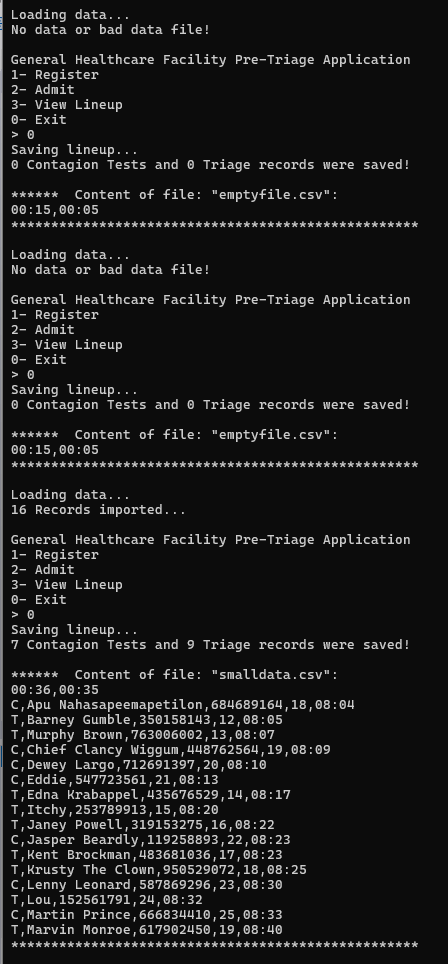 Loading data...
No data or bad data file!

General Healthcare Facility Pre-Triage Application
1- Register
2- Admit
3- View Lineup
0- Exit
> 0
Saving lineup...
0 Contagion Tests and 0 Triage records were saved!

******  Content of file: "emptyfile.csv":
00:15,00:05
***************************************************

Loading data...
No data or bad data file!

General Healthcare Facility Pre-Triage Application
1- Register
2- Admit
3- View Lineup
0- Exit
> 0
Saving lineup...
0 Contagion Tests and 0 Triage records were saved!

******  Content of file: "emptyfile.csv":
00:15,00:05
***************************************************

Loading data...
16 Records imported...

General Healthcare Facility Pre-Triage Application
1- Register
2- Admit
3- View Lineup
0- Exit
> 0
Saving lineup...
7 Contagion Tests and 9 Triage records were saved!

******  Content of file: "smalldata.csv":
00:36,00:35
C,Apu Nahasapeemapetilon,684689164,18,08:04
T,Barney Gumble,350158143,12,08:05
T,Murphy Brown,763006002,13,08:07
C,Chief Clancy Wiggum,448762564,19,08:09
C,Dewey Largo,712691397,20,08:10
C,Eddie,547723561,21,08:13
T,Edna Krabappel,435676529,14,08:17
T,Itchy,253789913,15,08:20
T,Janey Powell,319153275,16,08:22
C,Jasper Beardly,119258893,22,08:23
T,Kent Brockman,483681036,17,08:23
T,Krusty The Clown,950529072,18,08:25
C,Lenny Leonard,587869296,23,08:30
T,Lou,152561791,24,08:32
C,Martin Prince,666834410,25,08:33
T,Marvin Monroe,617902450,19,08:40
***************************************************